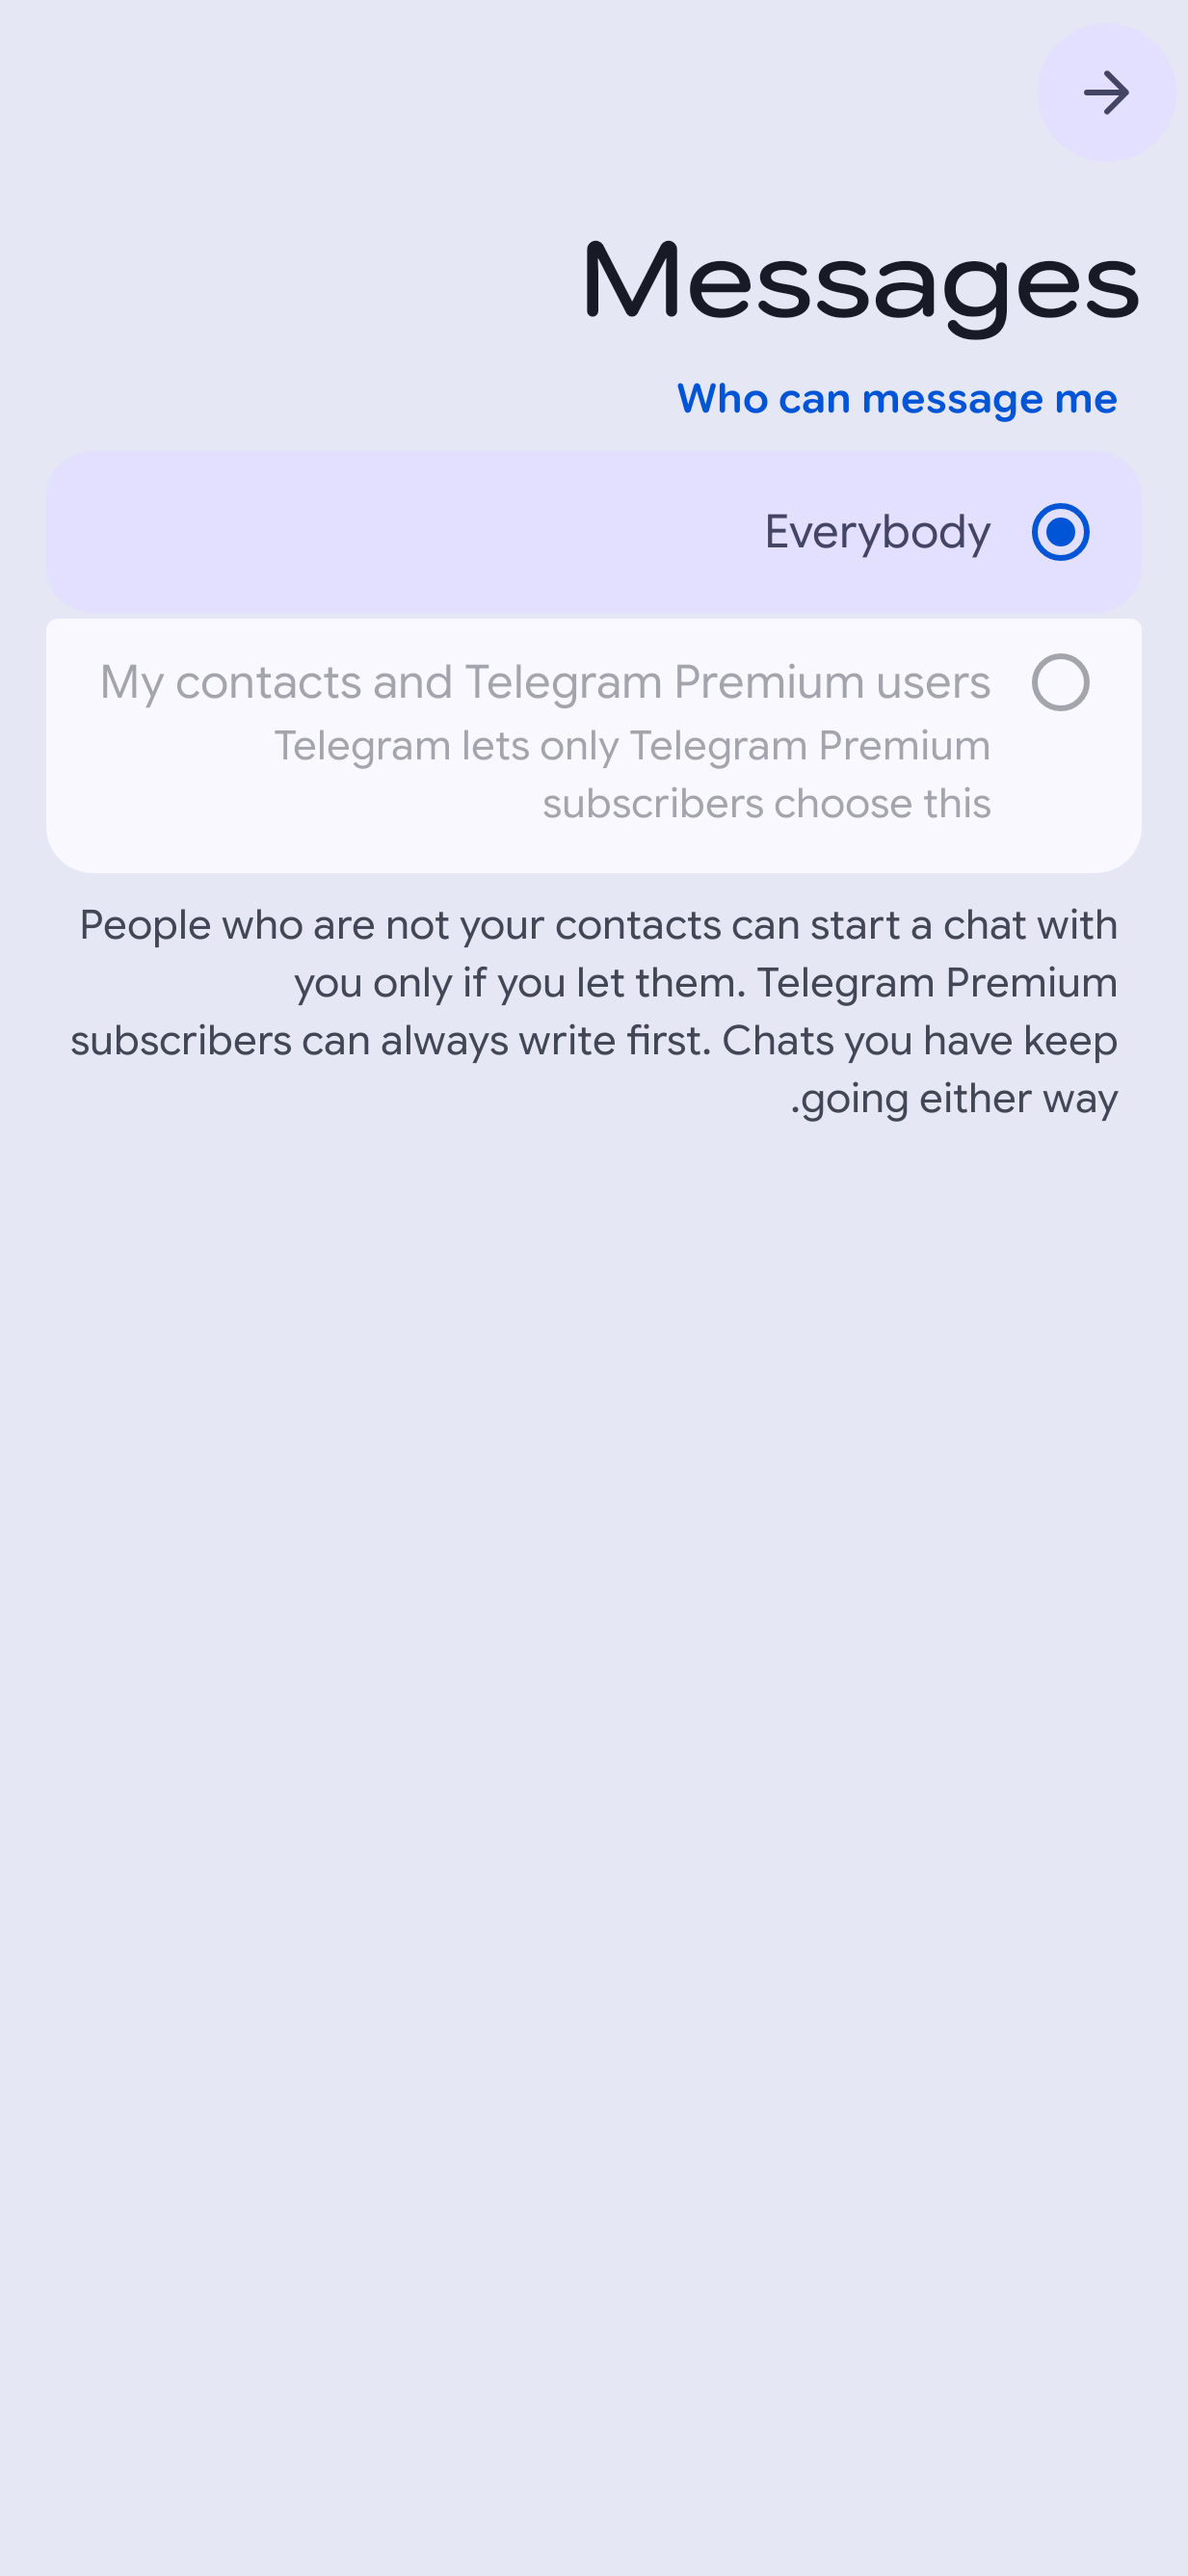 Messages
Who can message me
Everybody
My contacts and Telegram Premium users
Telegram lets only Telegram Premium
subscribers choose this
People who are not your contacts can start a chat with
you only if you let them. Telegram Premium
subscribers can always write first. Chats you have keep
.going either way